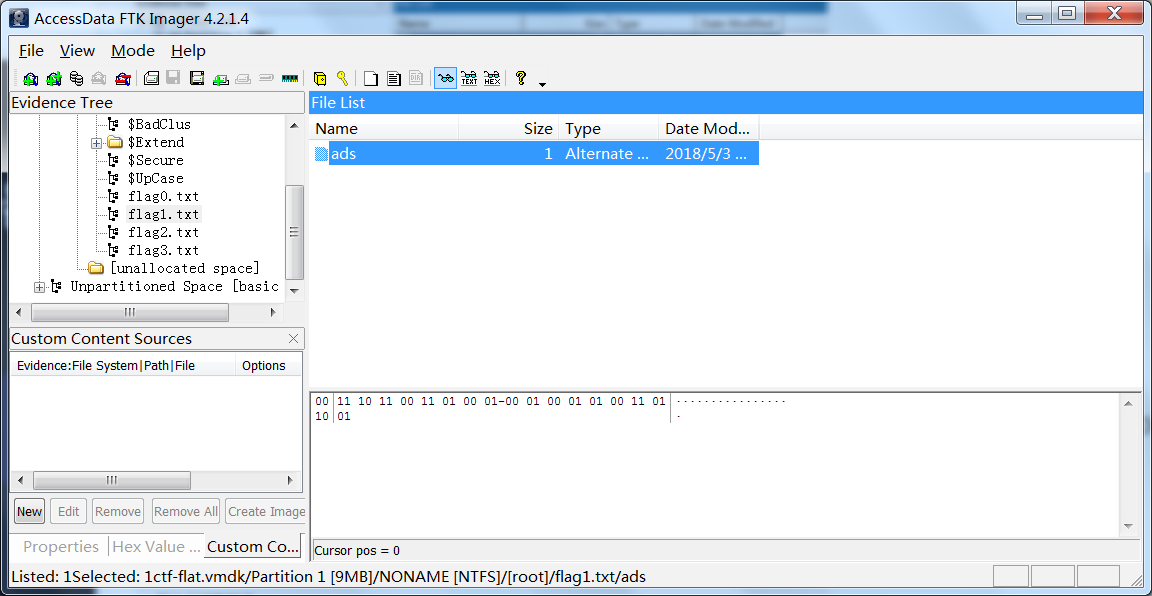 AccessData FTK Imager 4.2.1.4
File View Mode Help
Evidence Tree
$BadClus
$Extend
$Secure
$UpCase
flag0.txt
flag1.txt
flag2.txt
flag3.txt
[unallocated space]
Unpartitioned Space [basic
Custom Content Sources
Evidence:File System|Path|File Options
New Edit Remove Remove All Create Image
Properties Hex Value ... Custom Co...
File List
Name Size Type Date Mod...
ads 1 Alternate ... 2018/5/3 ...
00 11 10 11 00 11 01 00 01-00 01 00 01 01 00 11 01 ................
10 01 .
Cursor pos = 0
Listed: 1Selected: 1ctf-flat.vmdk/Partition 1 [9MB]/NONAME [NTFS]/[root]/flag1.txt/ads